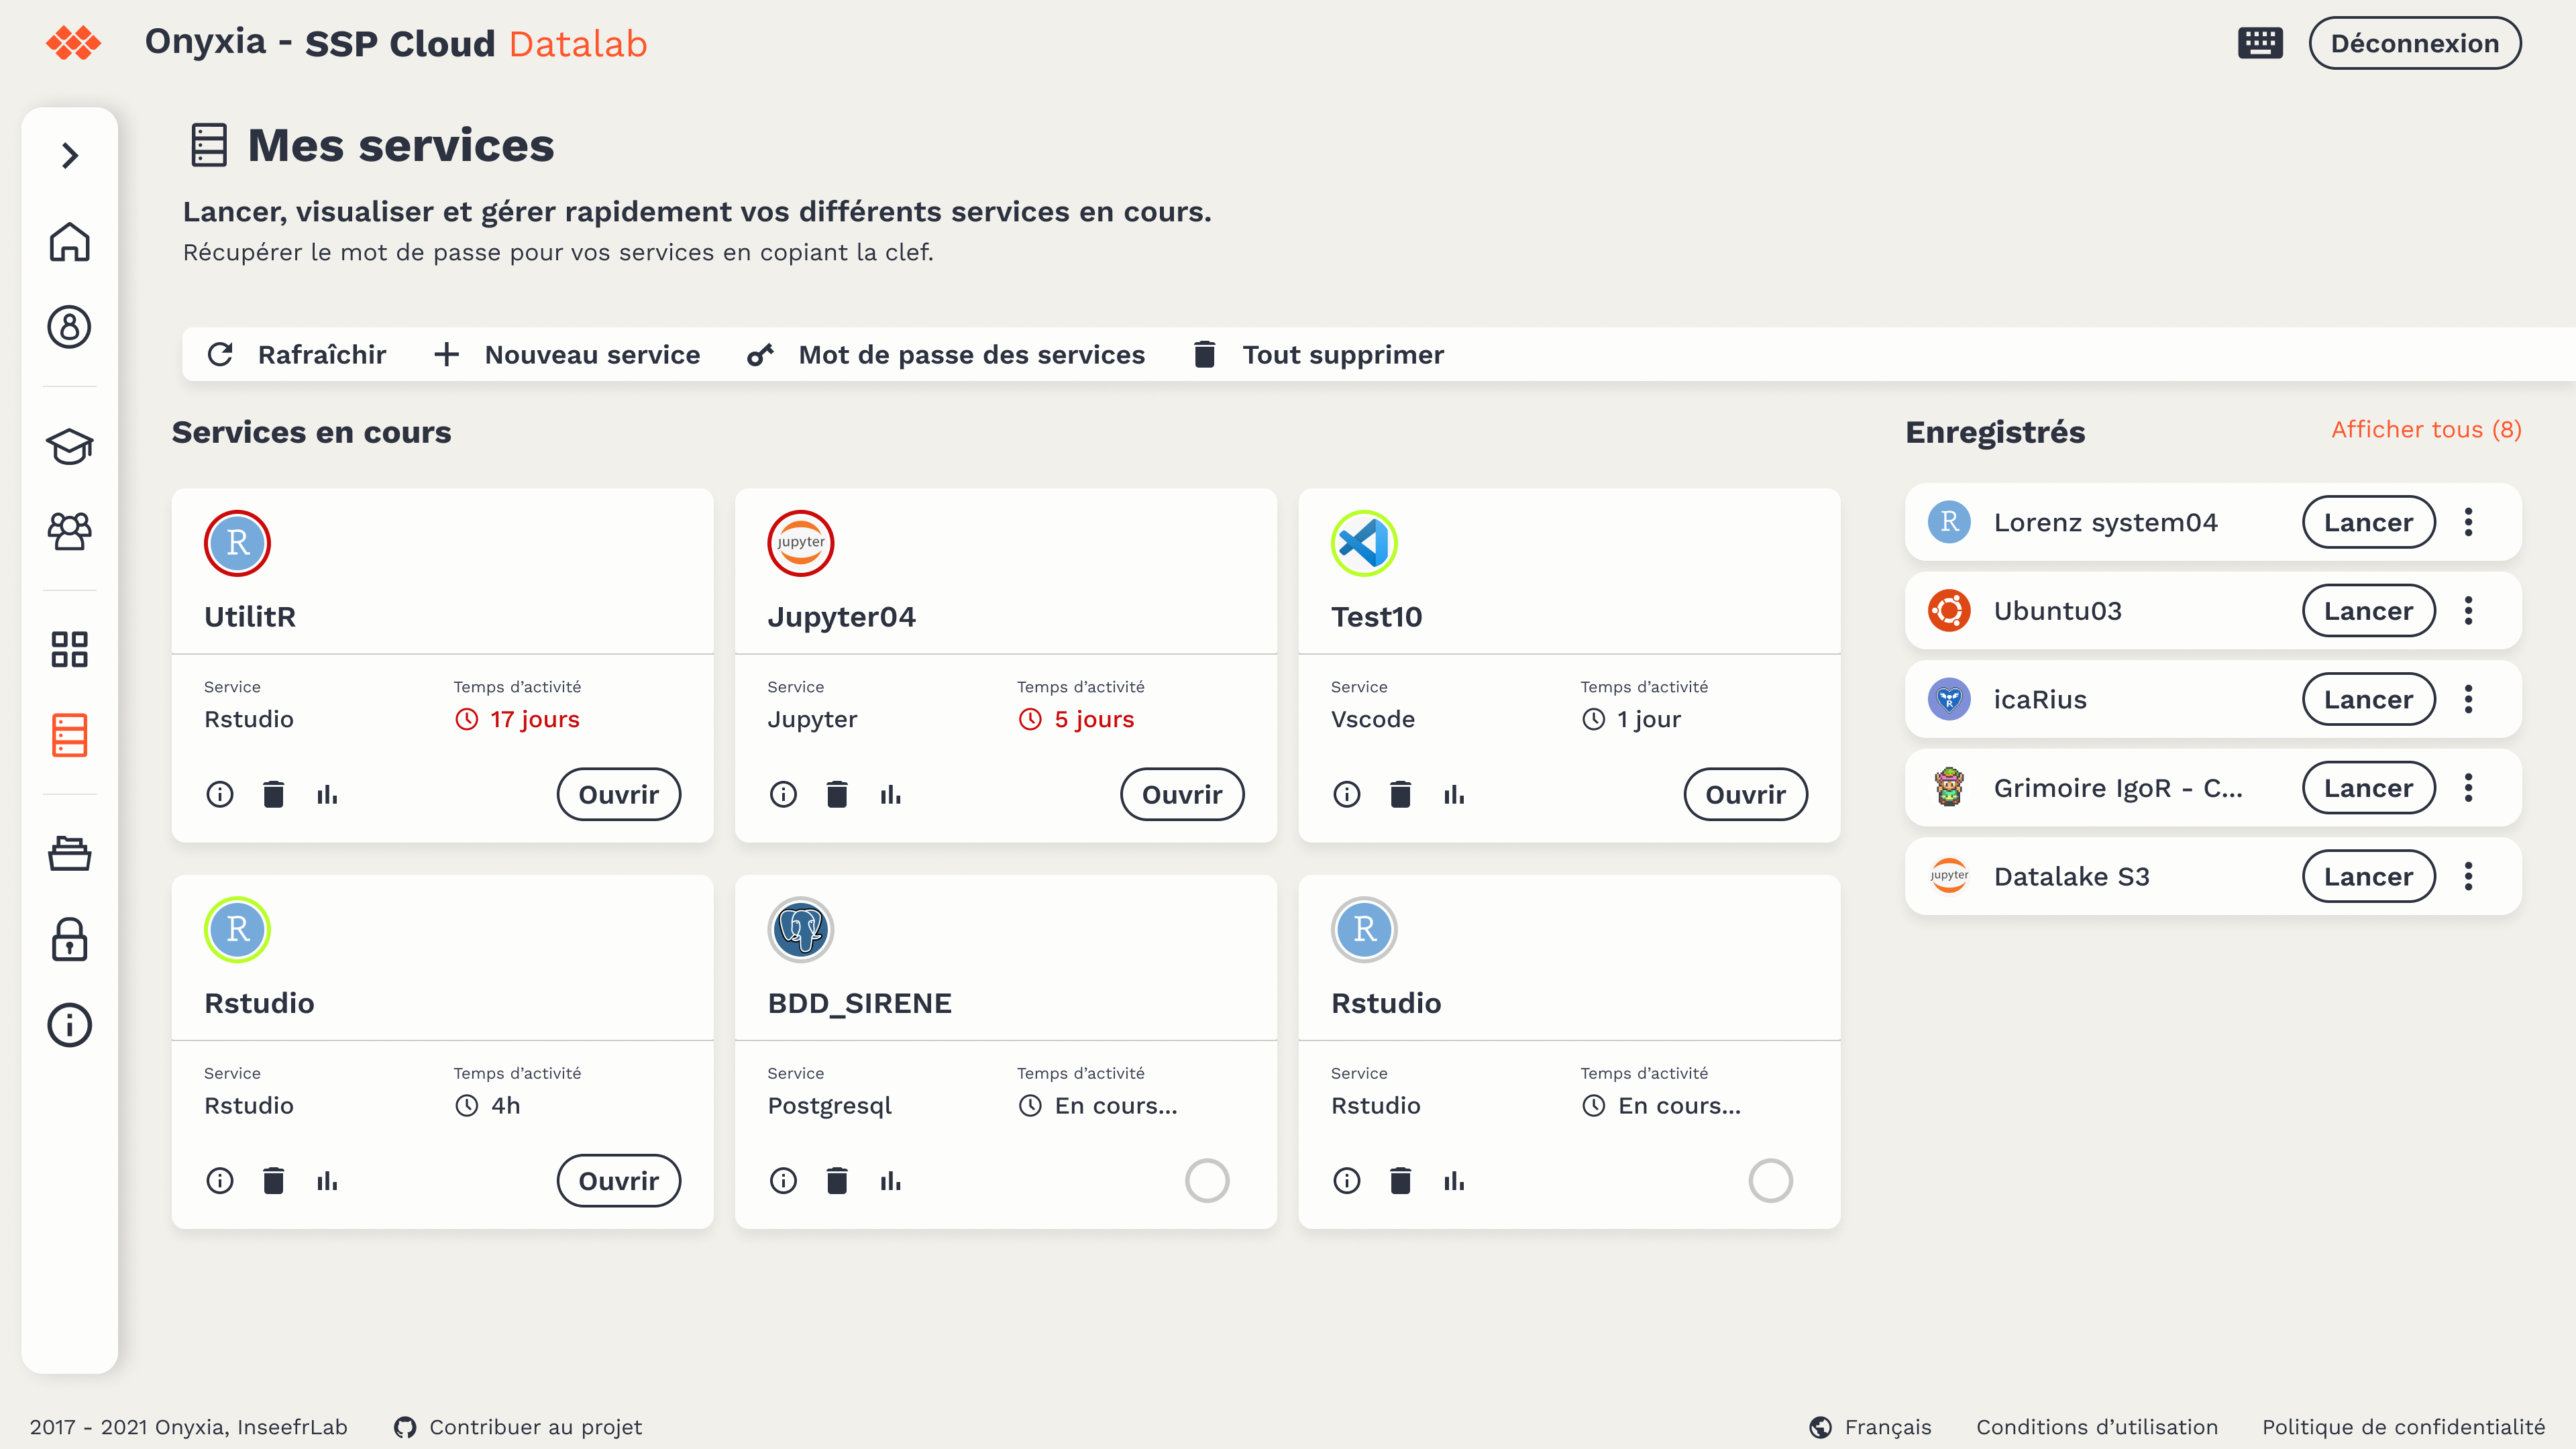 Onyxia - SSP Cloud Datalab
Déconnexion
Mes services
Lancer, visualiser et gérer rapidement vos différents services en cours.
Récupérer le mot de passe pour vos services en copiant la clef.
Rafraîchir
Nouveau service
Mot de passe des services
Tout supprimer
Services en cours
R
UtilitR
Service
Temps d’activité
Rstudio
17 jours
Ouvrir
jupyter
Jupyter04
Service
Temps d’activité
Jupyter
5 jours
Ouvrir
Test10
Service
Temps d’activité
Vscode
1 jour
Ouvrir
R
Rstudio
Service
Temps d’activité
Rstudio
4h
Ouvrir
BDD_SIRENE
Service
Temps d’activité
Postgresql
En cours...
R
Rstudio
Service
Temps d’activité
Rstudio
En cours...
Enregistrés
Afficher tous (8)
R
Lorenz system04
Lancer
Ubuntu03
Lancer
R
icaRius
Lancer
Grimoire IgoR - C...
Lancer
jupyter
Datalake S3
Lancer
2017 - 2021 Onyxia, InseefrLab
Contribuer au projet
Français
Conditions d’utilisation
Politique de confidentialité